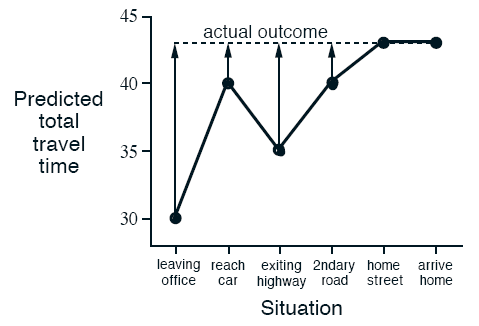 45
actual outcome
40
Predicted
total
travel
time
35
30
leaving office
reach car
exiting highway
2ndary road
home street
arrive home
Situation